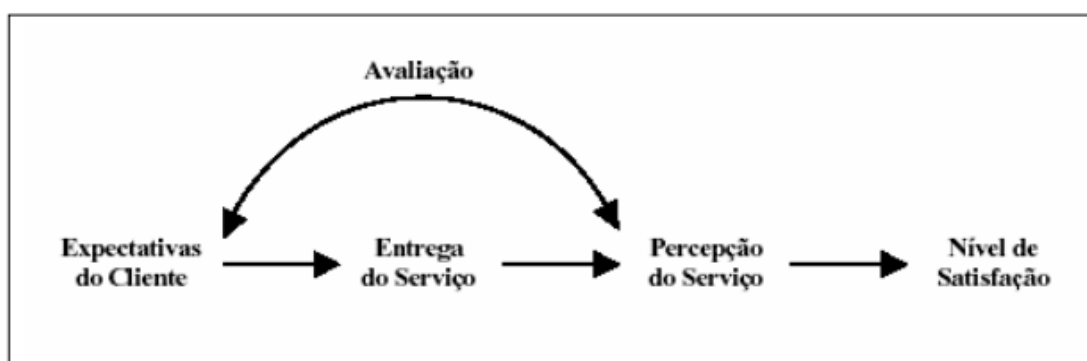 Avaliação
Expectativas
do Cliente
Entrega
do Serviço
Percepção
do Serviço
Nível de
Satisfação